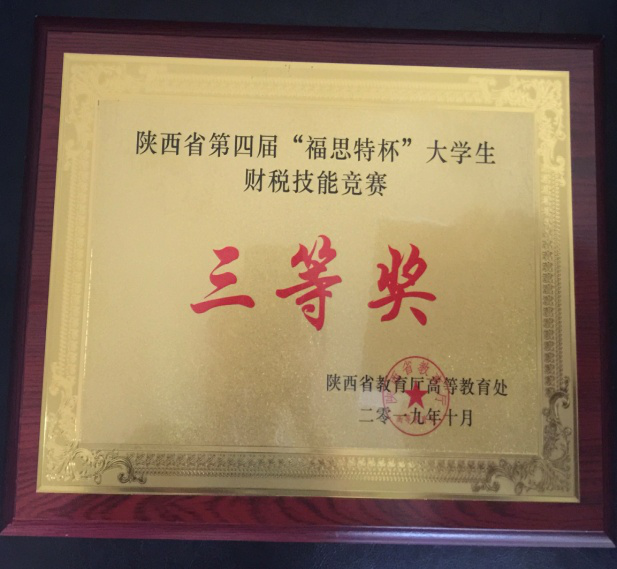 陕西省第四届“福思特杯”大学生
财税技能竞赛
三等奖
陕西省教育厅高等教育处
二零一九年十月